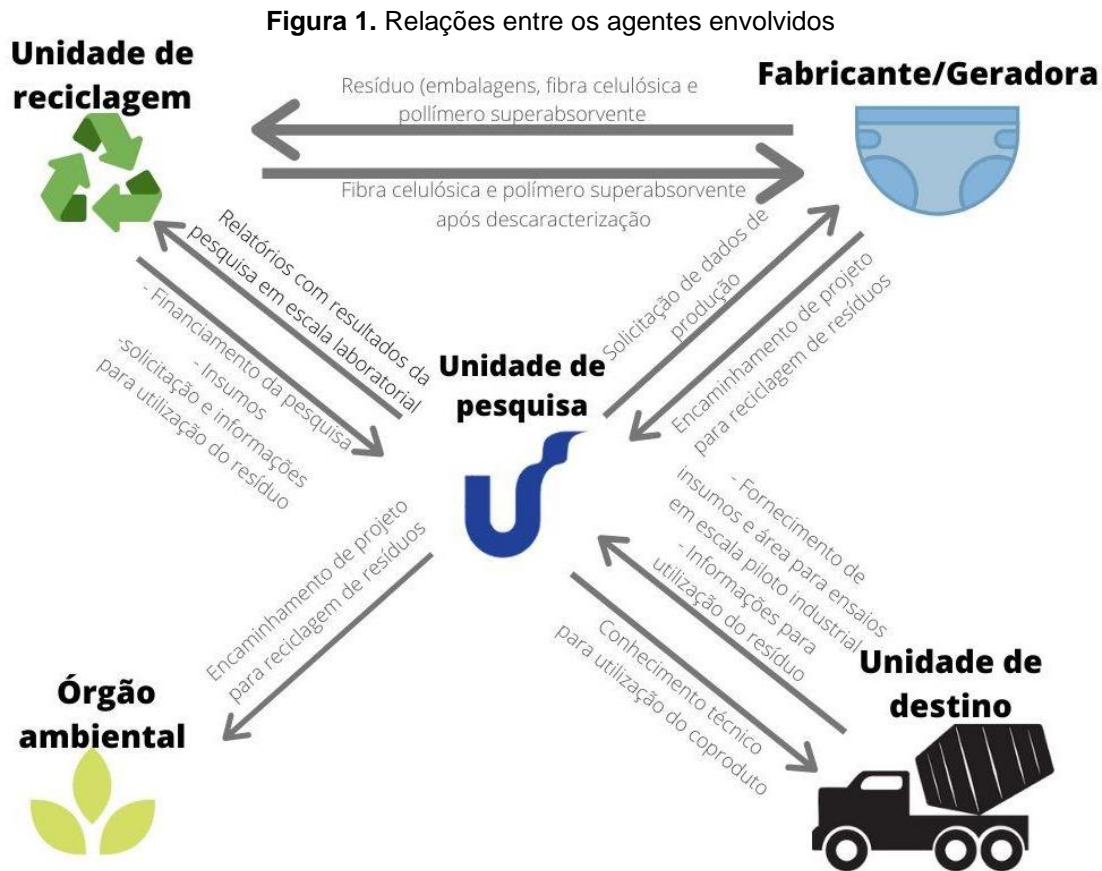 Figura 1. Relações entre os agentes envolvidos
Unidade de
reciclagem
Resíduo (embalagens, fibra celulósica e
pollímero superabsorvente
Fabricante/Geradora
Fibra celulósica e polímero superabsorvente
após descaracterização
Relatórios com resultados da
pesquisa em escala laboratorial
- Financiamento da pesquisa
- Insumos
-solicitação e informações
para utilização do resíduo
Solicitação de dados de
produção
Encaminhamento de projeto
para reciclagem de resíduos
Unidade de
pesquisa
Encaminhamento de projeto
para reciclagem de resíduos
- Fornecimento de
insumos e área para ensaios
em escala piloto industrial
- Informações para
utilização do resíduo
Conhecimento técnico
para utilização do coproduto
Órgão
ambiental
Unidade de
destino